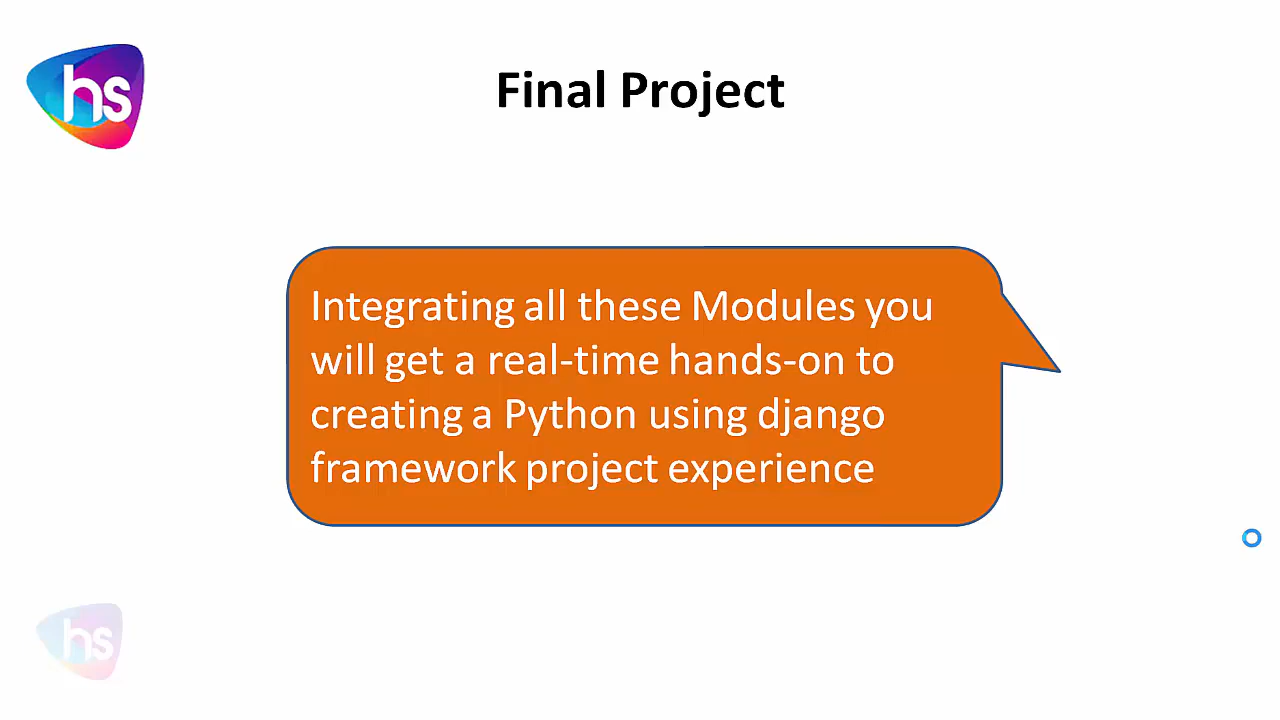 hs
Final Project
Integrating all these Modules you
will get a real-time hands-on to
creating a Python using django
framework project experience
hs